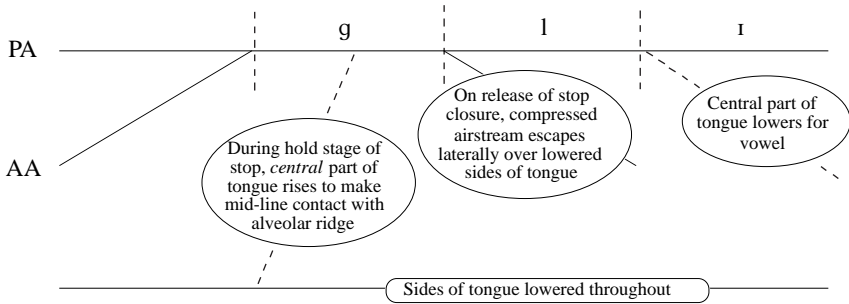 PA ɡ l ɪ
During hold stage of
stop, central part of
tongue rises to make
mid-line contact with
alveolar ridge
On release of stop
closure, compressed
airstream escapes
laterally over lowered
sides of tongue
Central part of
tongue lowers for
vowel
AA
Sides of tongue lowered throughout